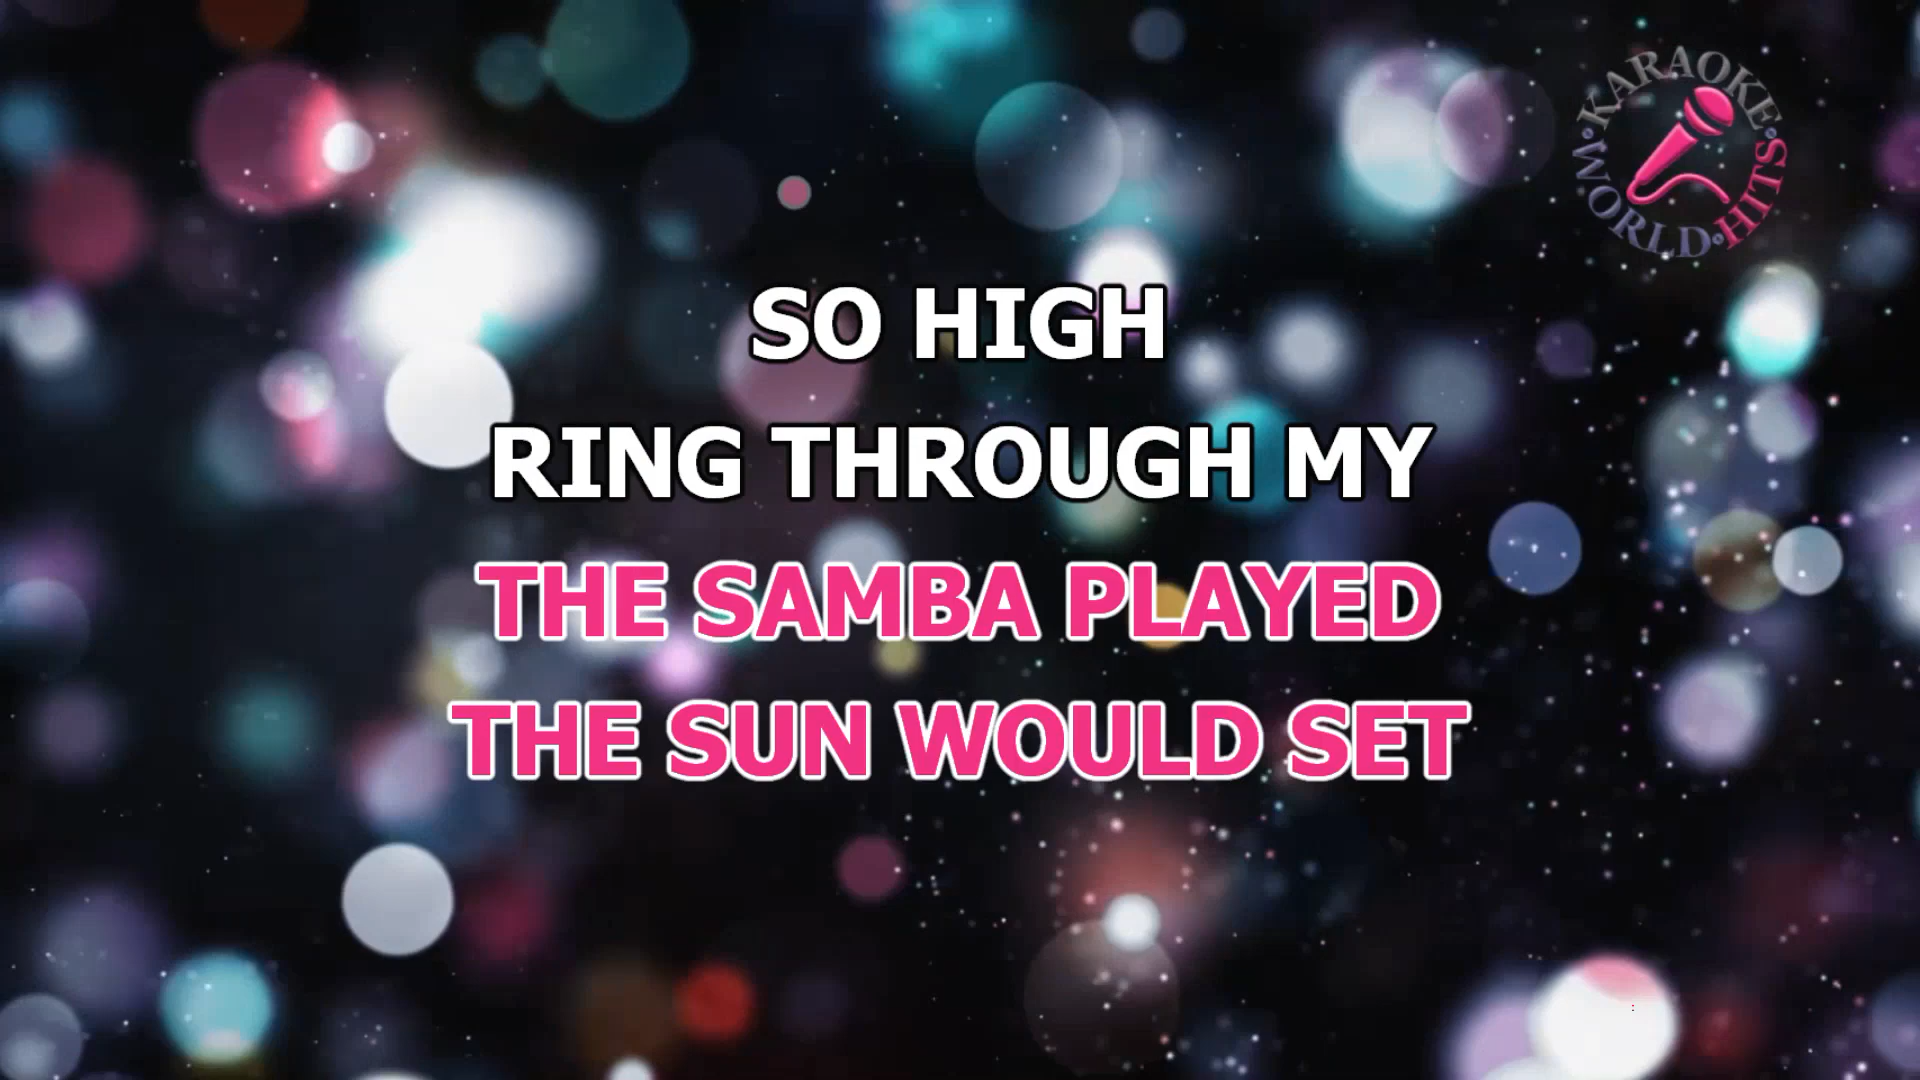 KARAOKE
WORLD HITS
SO HIGH
RING THROUGH MY
THE SAMBA PLAYED
THE SUN WOULD SET